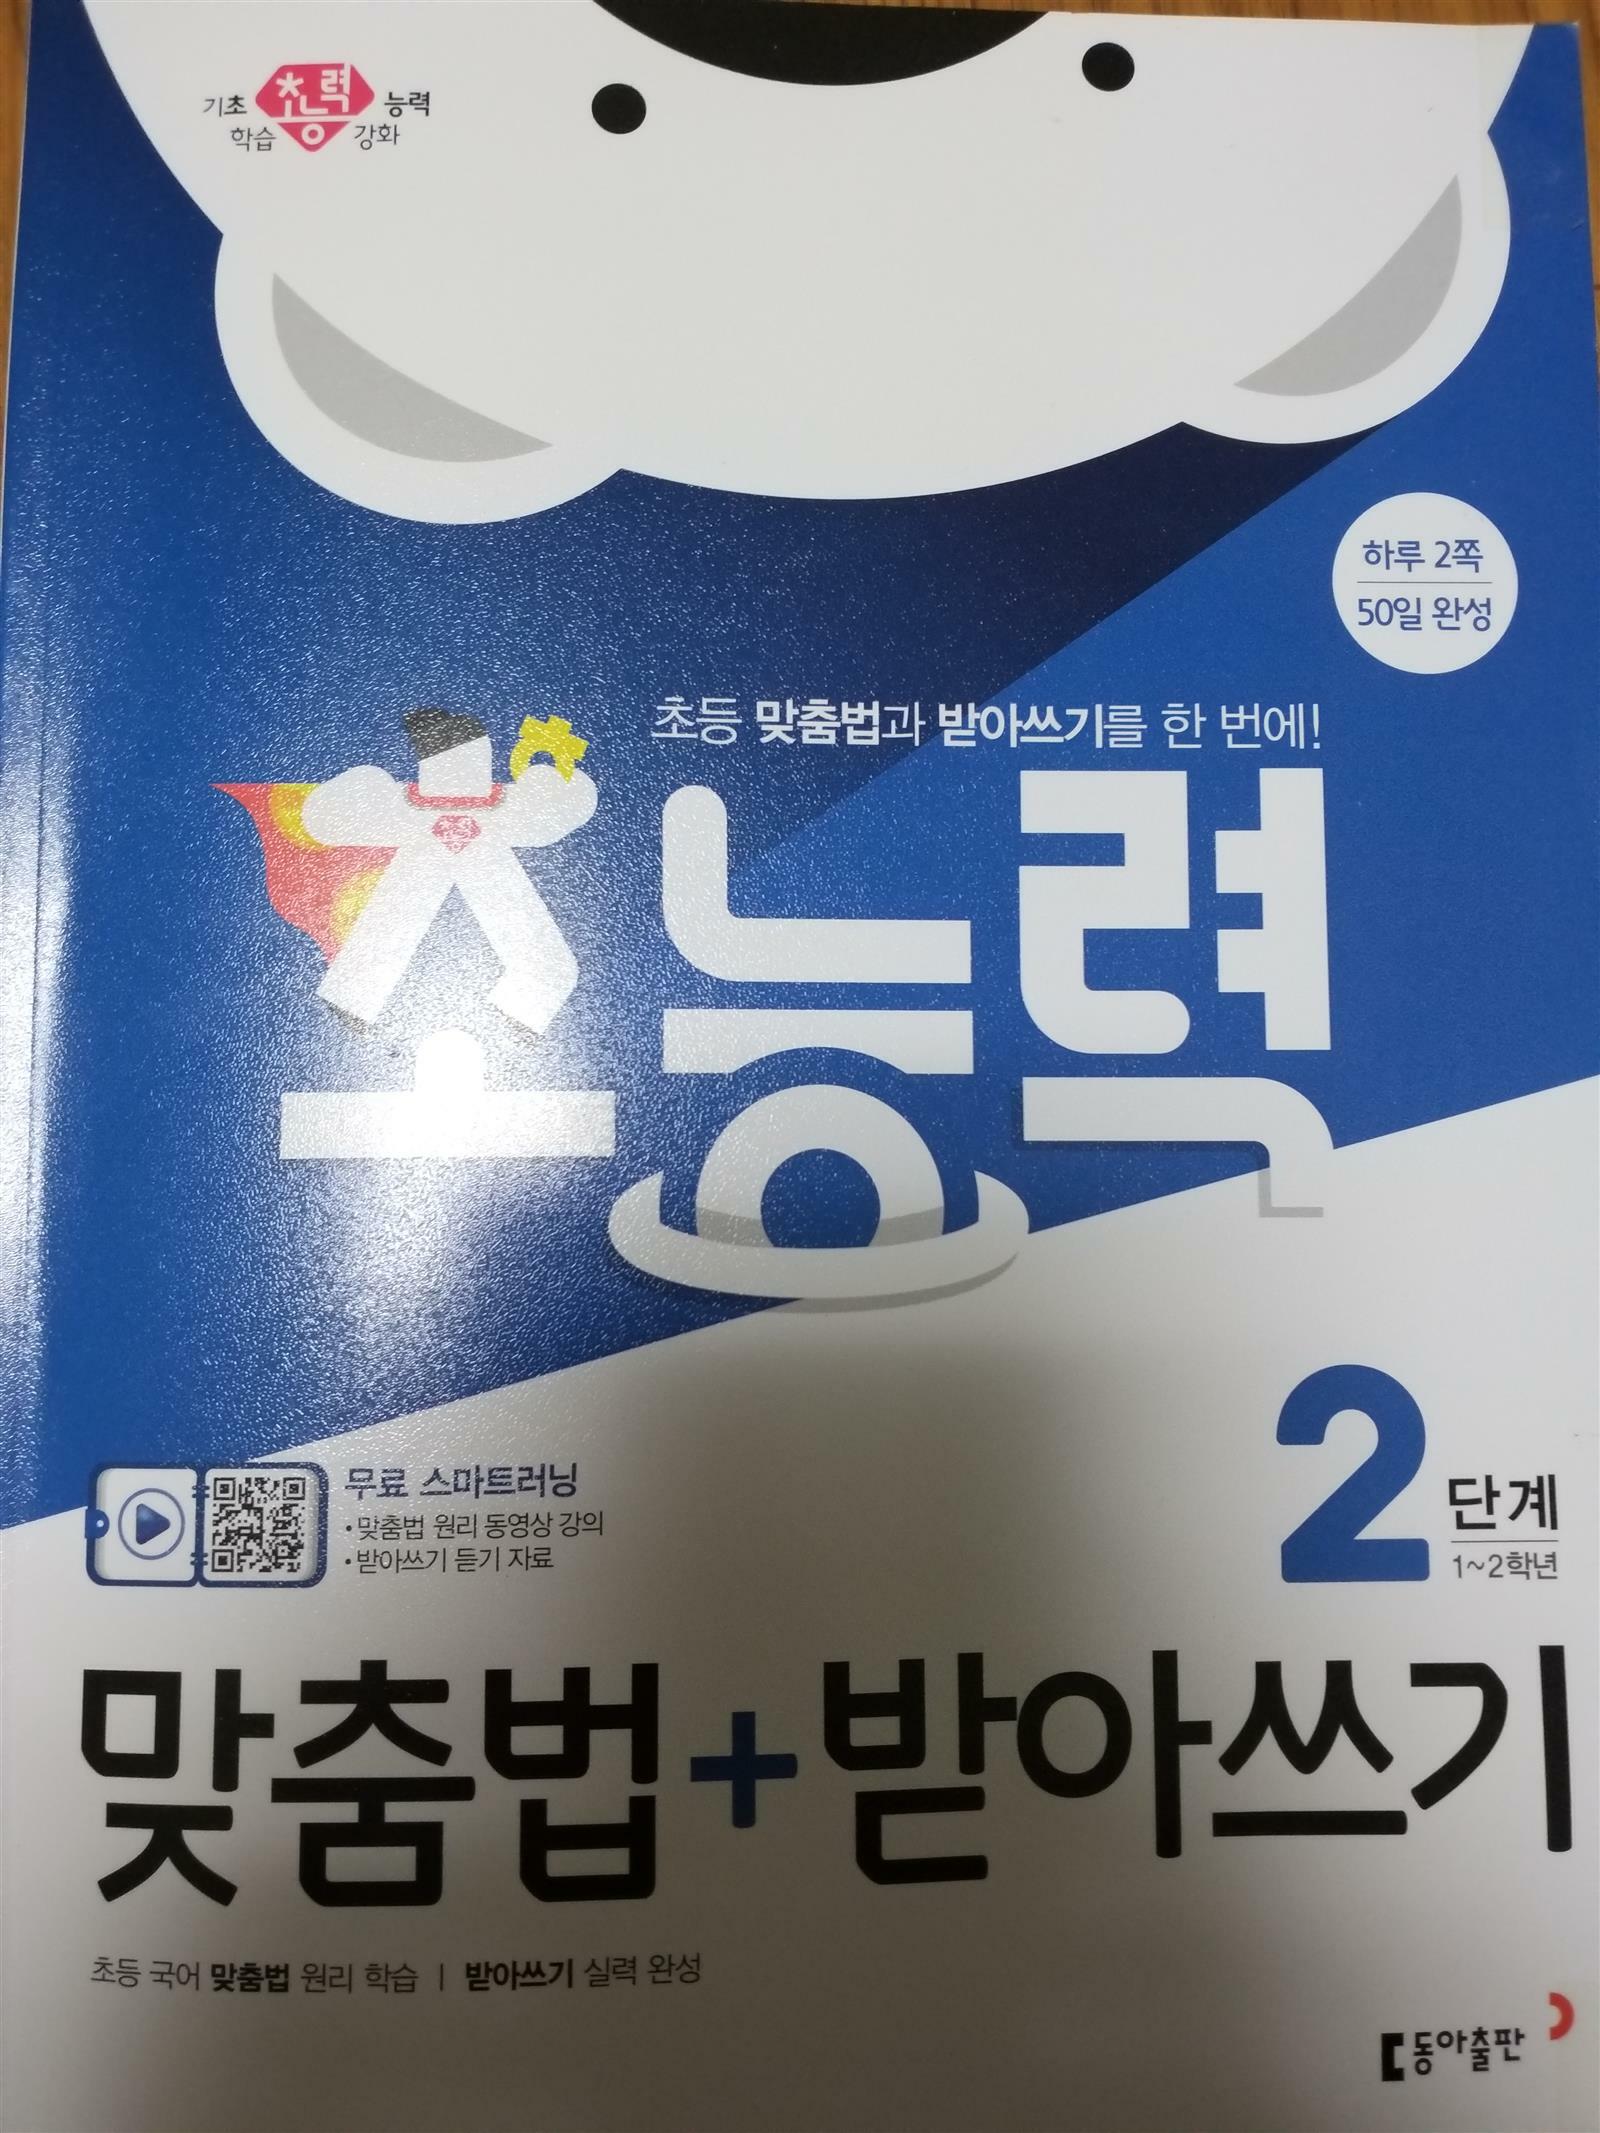 기초 초능력 능력
학습 강화
하루 2쪽
50일 완성
초등 맞춤법과 받아쓰기를 한 번에!
초능력
2단계
1~2학년
무료 스마트러닝
• 맞춤법 원리 동영상 강의
• 받아쓰기 듣기 자료
맞춤법+받아쓰기
초등 국어 맞춤법 원리 학습 | 받아쓰기 실력 완성
동아출판